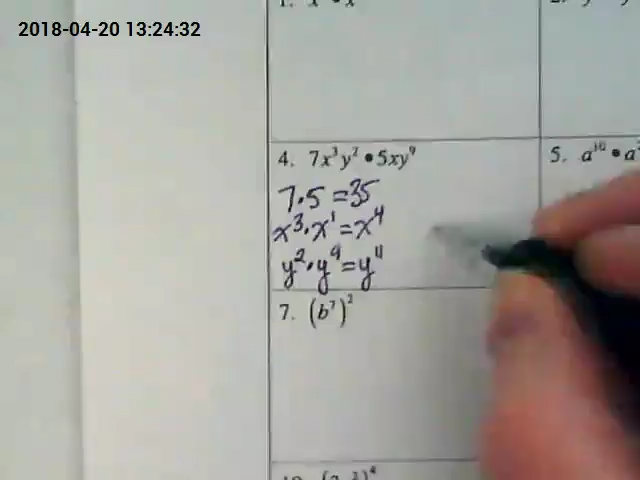 2018-04-20 13:24:32
4. 7x³y² • 5xy⁹ 5. a¹⁰ •
7·5=35
x³·x¹=x⁴
y²·y⁹=y¹¹
7. (b⁷)²